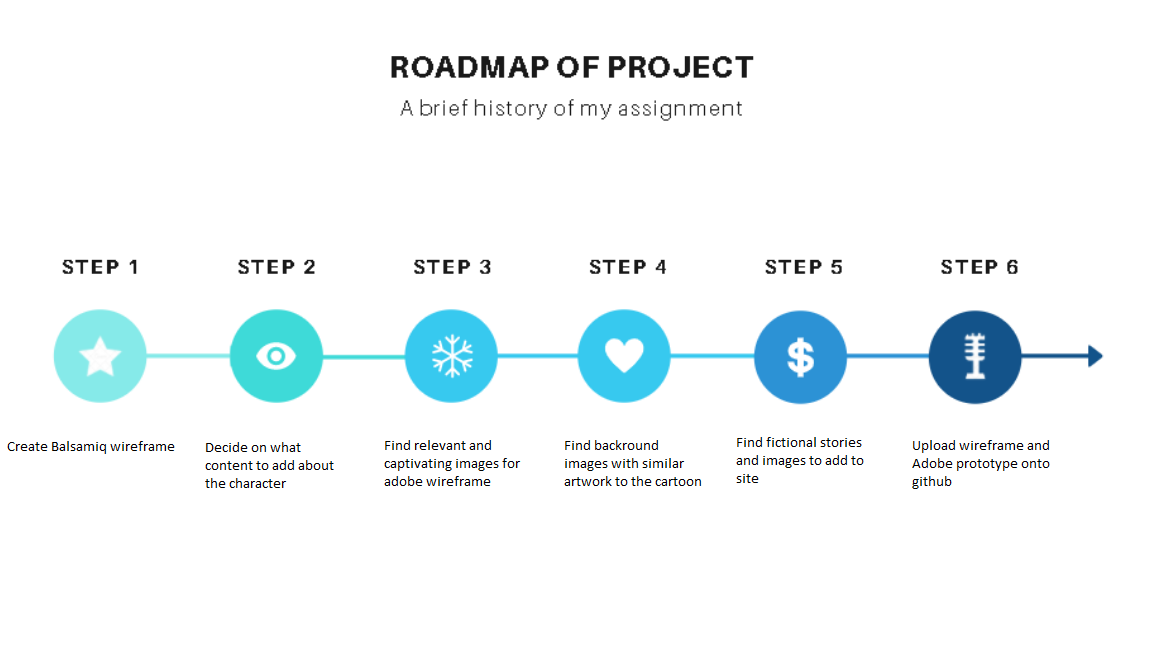 ROADMAP OF PROJECT
A brief history of my assignment
STEP 1
STEP 2
STEP 3
STEP 4
STEP 5
STEP 6
$
Create Balsamiq wireframe
Decide on what
content to add about
the character
Find relevant and
captivating images for
adobe wireframe
Find backround
images with similar
artwork to the cartoon
Find fictional stories
and images to add to
site
Upload wireframe and
Adobe prototype onto
github